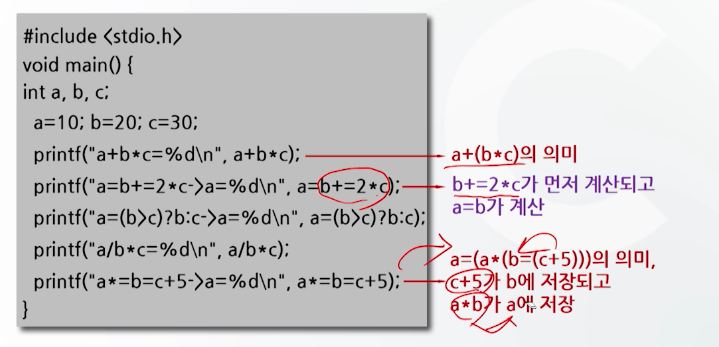 #include <stdio.h>
void main() {
int a, b, c;
a=10; b=20; c=30;
printf("a+b*c=%d\n", a+b*c);
a+(b*c)의 의미
printf("a=b+=2*c->a=%d\n", a=b+=2*c);
b+=2*c가 먼저 계산되고
a=b가 계산
printf("a=(b>c)?b:c->a=%d\n", a=(b>c)?b:c);
printf("a/b*c=%d\n", a/b*c);
printf("a*=b=c+5->a=%d\n", a*=b=c+5);
a=(a*(b=(c+5)))의 의미,
c+5가 b에 저장되고
a*b가 a에 저장
}